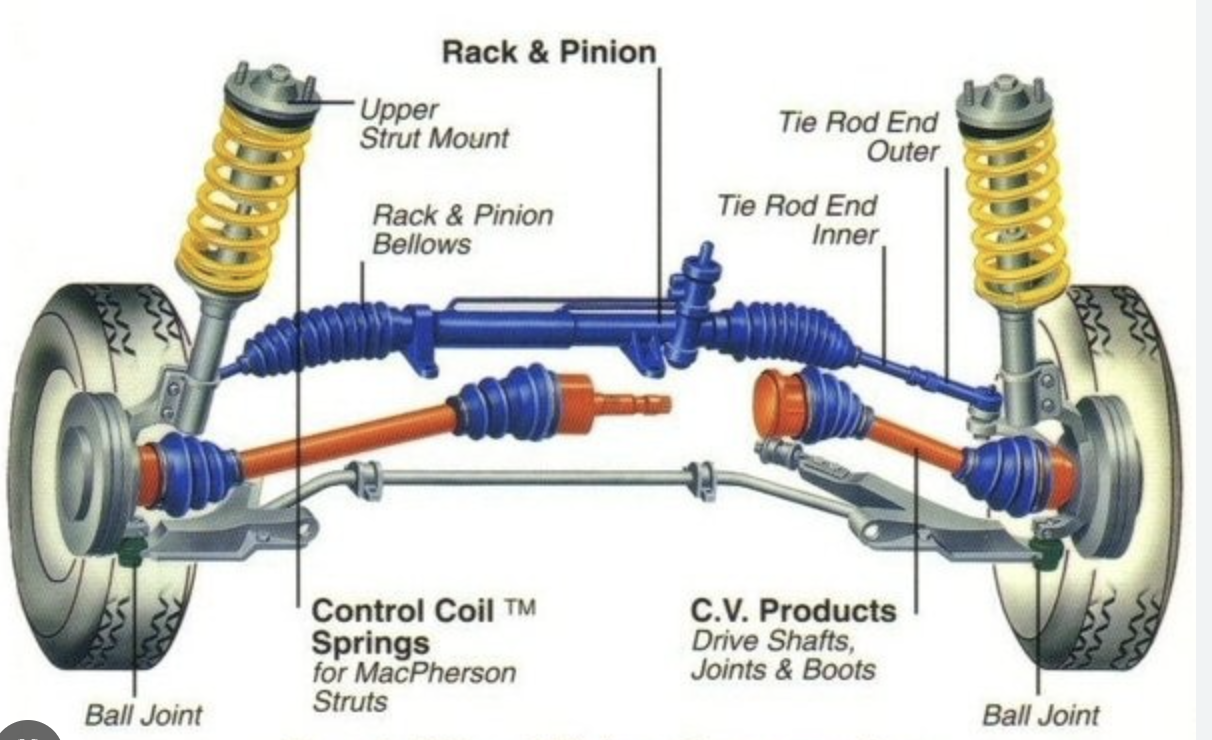 Rack & Pinion
Upper
Strut Mount
Tie Rod End
Outer
Rack & Pinion
Bellows
Tie Rod End
Inner
Control Coil ™
Springs
for MacPherson
Struts
C.V. Products
Drive Shafts,
Joints & Boots
Ball Joint
Ball Joint